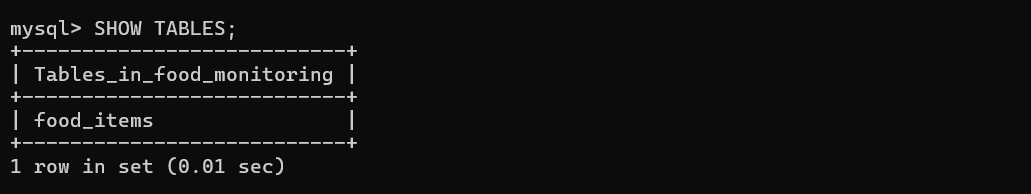 mysql> SHOW TABLES;
+--------------------------+
| Tables_in_food_monitoring |
+--------------------------+
| food_items                |
+--------------------------+
1 row in set (0.01 sec)